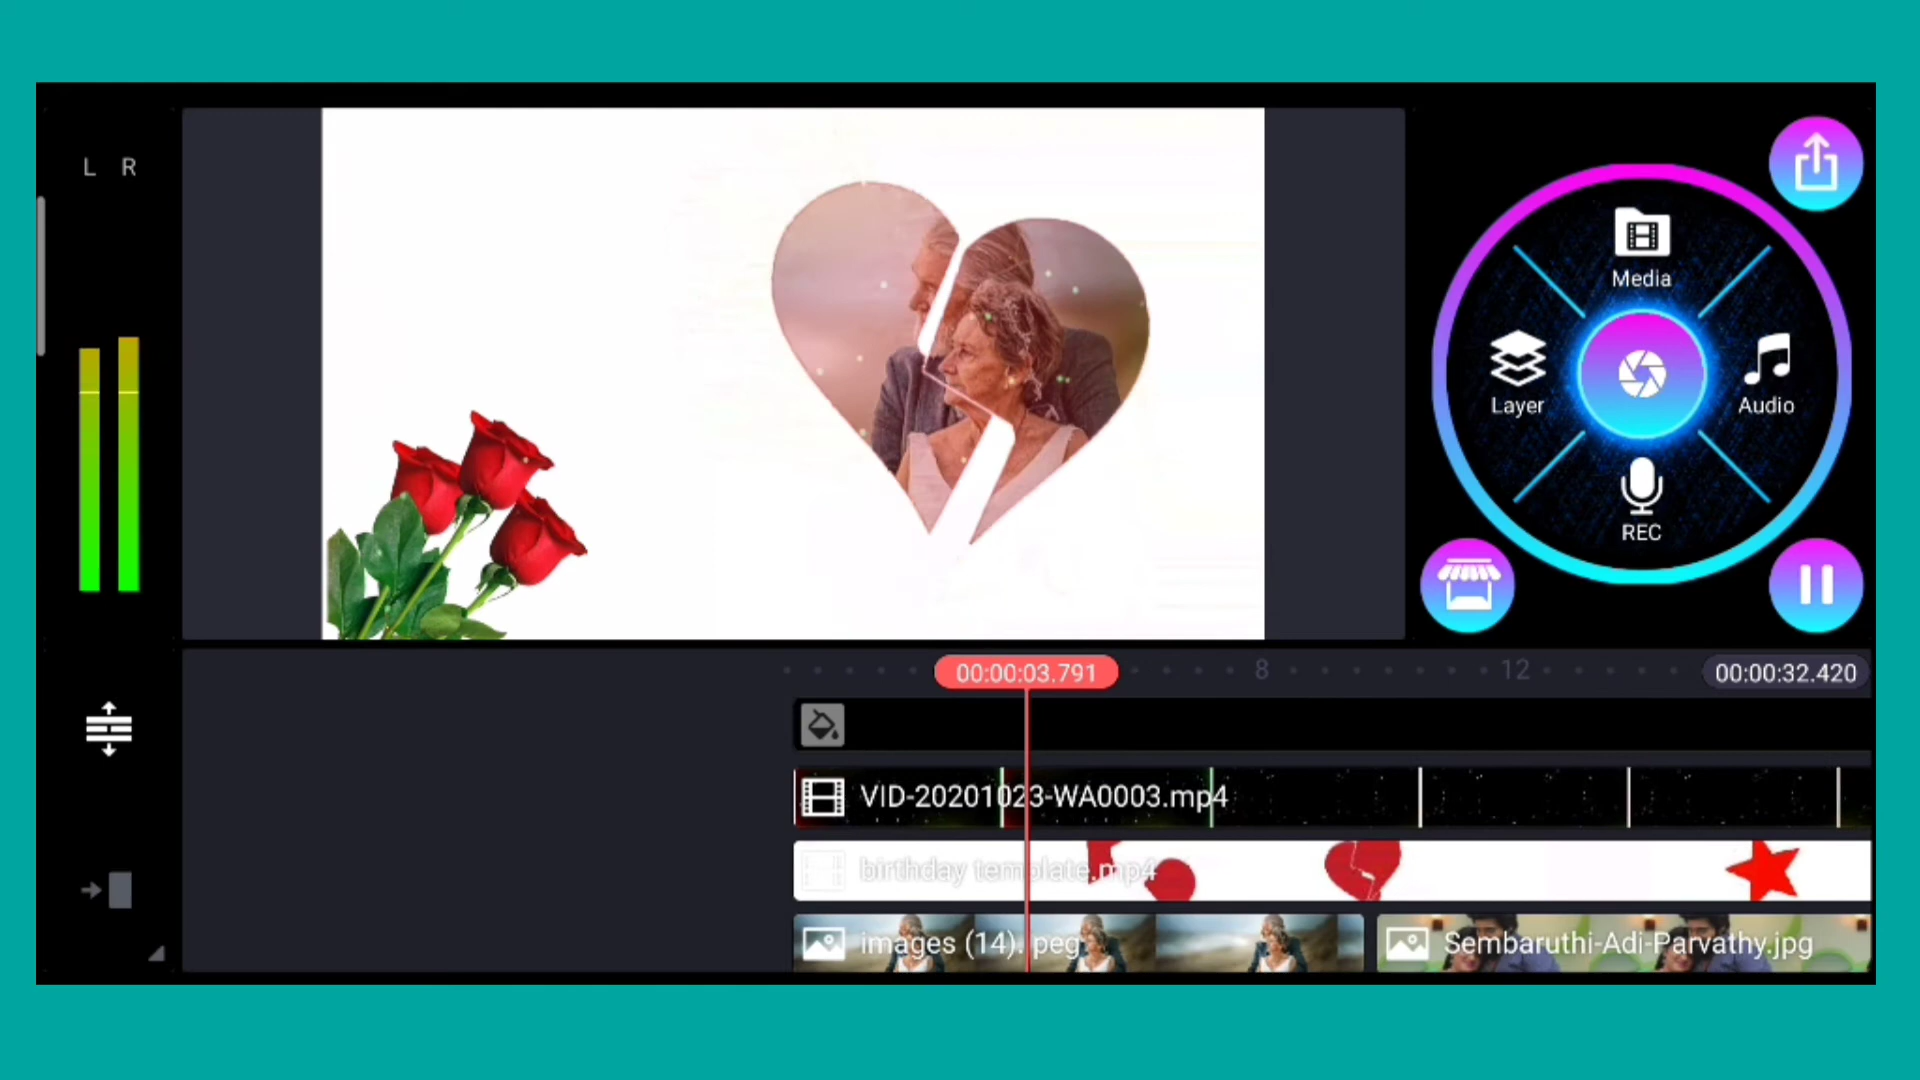 L R
Media
Layer
Audio
REC
00:00:03.791
8
12
00:00:32.420
VID-20201023-WA0003.mp4
birthday template.mp4
images (14). peg
Sembaruthi-Adi-Parvathy.jpg